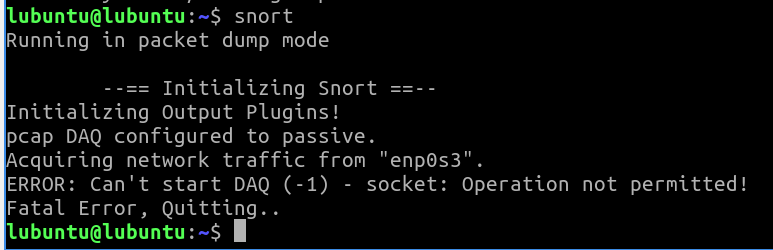 lubuntu@lubuntu:~$ snort
Running in packet dump mode
--== Initializing Snort ==--
Initializing Output Plugins!
pcap DAQ configured to passive.
Acquiring network traffic from "enp0s3".
ERROR: Can't start DAQ (-1) - socket: Operation not permitted!
Fatal Error, Quitting..
lubuntu@lubuntu:~$